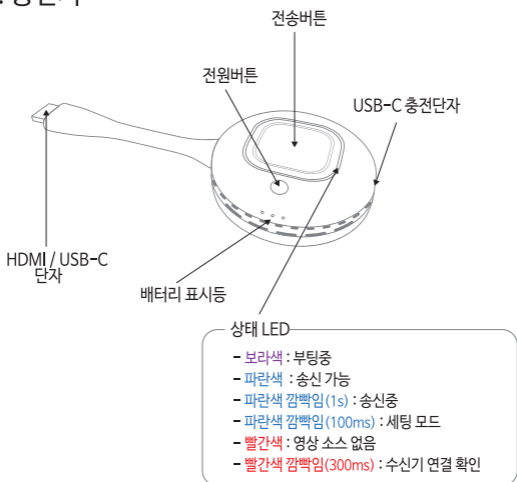 전송버튼
전원버튼
USB-C 충전단자
HDMI / USB-C
단자
배터리 표시등
상태 LED
- 보라색 : 부팅중
- 파란색 : 송신 가능
- 파란색 깜빡임(1s) : 송신중
- 파란색 깜빡임(100ms) : 세팅 모드
- 빨간색 : 영상 소스 없음
- 빨간색 깜빡임(300ms) : 수신기 연결 확인